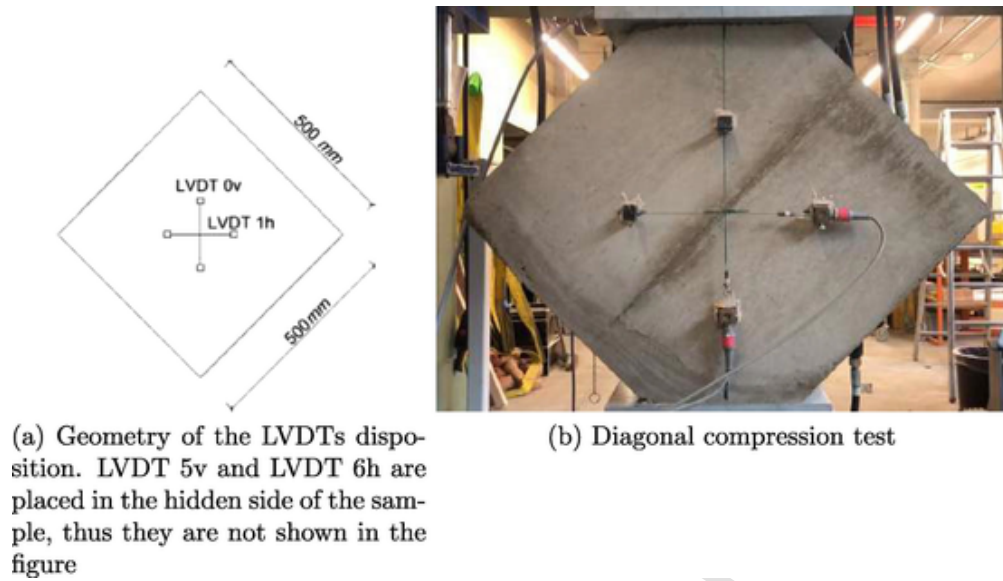 500 mm
LVDT 0v
LVDT 1h
500mm
(a) Geometry of the LVDTs dispo-
sition. LVDT 5v and LVDT 6h are
placed in the hidden side of the sam-
ple, thus they are not shown in the
figure
(b) Diagonal compression test